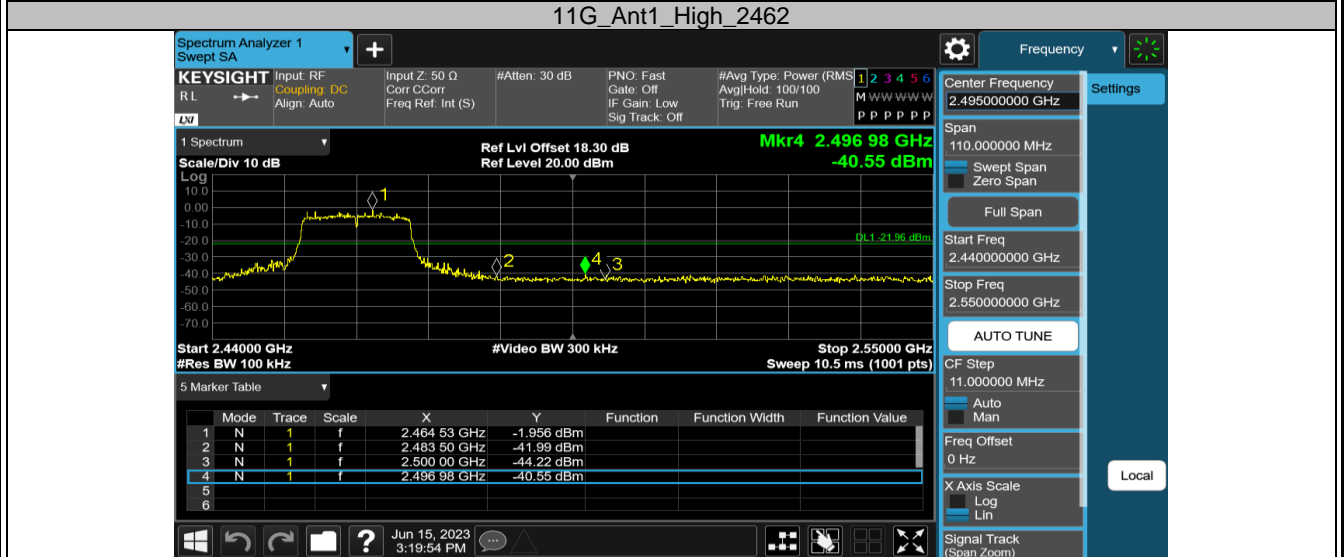 11G_Ant1_High_2462
Spectrum Analyzer 1
Swept SA
+
Frequency
KEYSIGHT
RL
LXI
Input: RF
Coupling: DC
Align: Auto
Input Z: 50 Ω
Corr CCorr
Freq Ref: Int (S)
#Atten: 30 dB
PNO: Fast
Gate: Off
IF Gain: Low
Sig Track: Off
#Avg Type: Power (RMS
Avg|Hold: 100/100
Trig: Free Run
1 2 3 4 5 6
M W W W W W
P P P P P P
1 Spectrum
Scale/Div 10 dB
Ref Lvl Offset 18.30 dB
Ref Level 20.00 dBm
Mkr4 2.496 98 GHz
-40.55 dBm
Log
10.0
0.00
-10.0
-20.0
-30.0
-40.0
-50.0
-60.0
-70.0
1
2
4
3
DL1 -21.96 dBm
Start 2.44000 GHz
#Video BW 300 kHz
Stop 2.55000 GHz
#Res BW 100 kHz
Sweep 10.5 ms (1001 pts)
5 Marker Table
Mode Trace Scale X Y Function Function Width Function Value
1 N 1 f 2.464 53 GHz -1.956 dBm
2 N 1 f 2.483 50 GHz -41.99 dBm
3 N 1 f 2.500 00 GHz -44.22 dBm
4 N 1 f 2.496 98 GHz -40.55 dBm
5
6
?
Jun 15, 2023
3:19:54 PM
Center Frequency
2.495000000 GHz
Settings
Span
110.000000 MHz
Swept Span
Zero Span
Full Span
Start Freq
2.440000000 GHz
Stop Freq
2.550000000 GHz
AUTO TUNE
CF Step
11.000000 MHz
Auto
Man
Freq Offset
0 Hz
X Axis Scale
Log
Lin
Local
Signal Track
(Span Zoom)